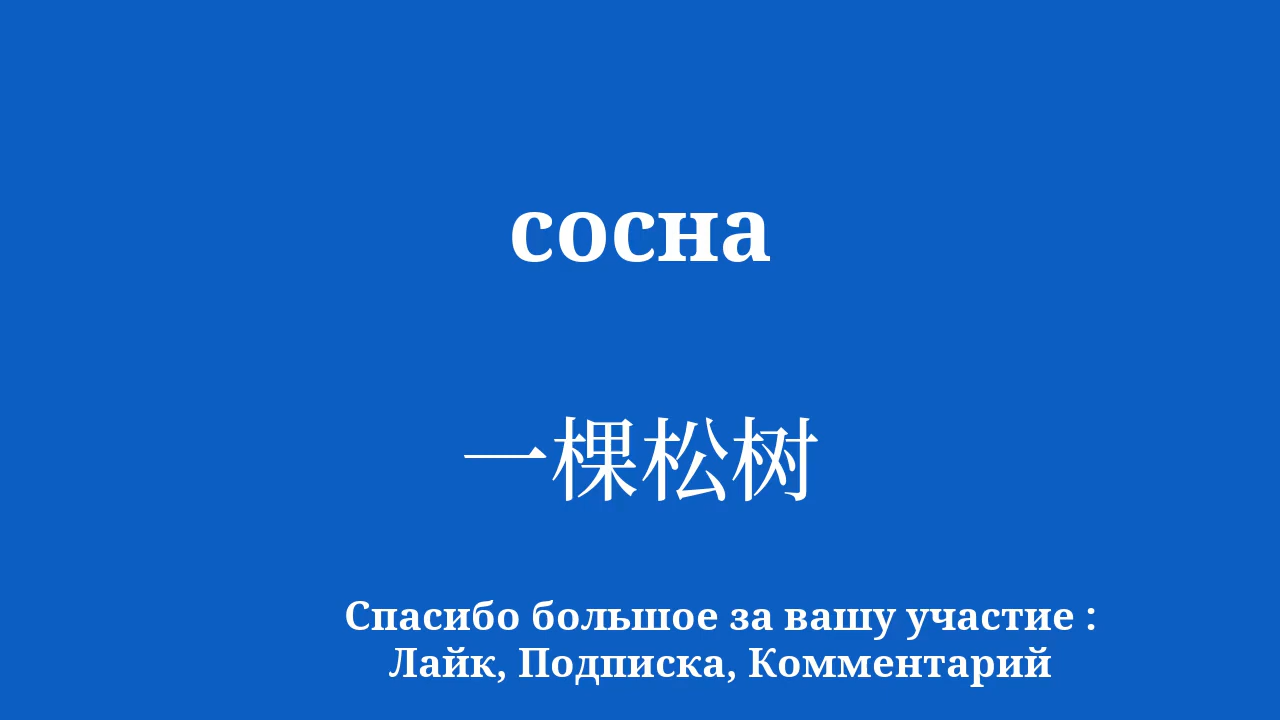 сосна
一棵松树
Спасибо большое за вашу участие :
Лайк, Подписка, Комментарий